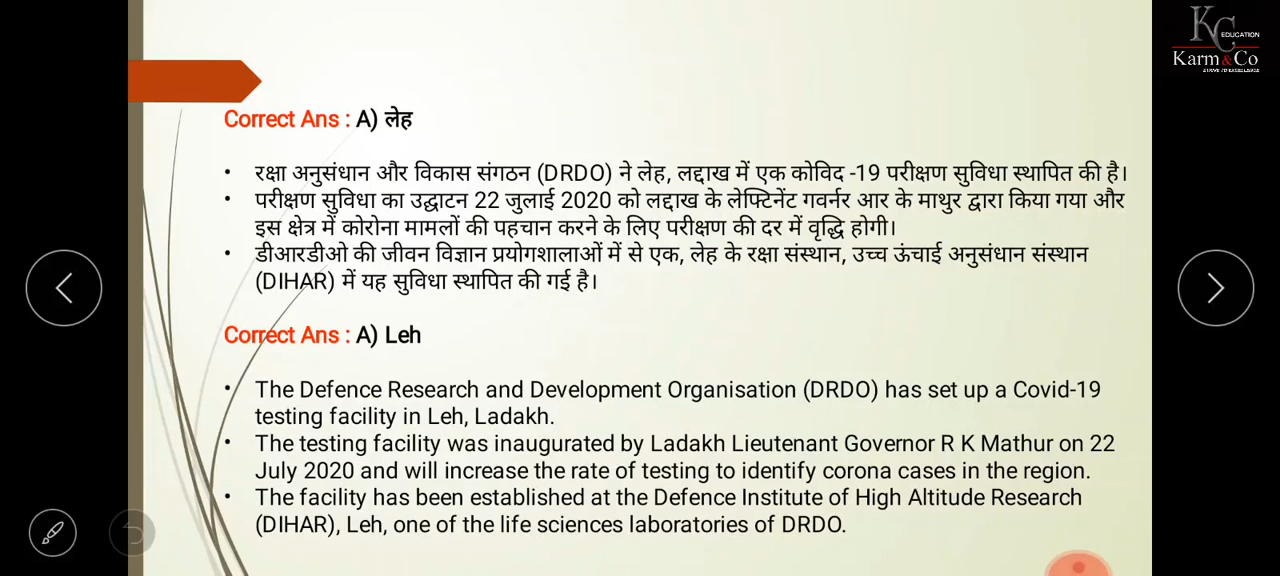 KC EDUCATION
Karm & Co
Correct Ans : A) लेह
• रक्षा अनुसंधान और विकास संगठन (DRDO) ने लेह, लद्दाख में एक कोविद -19 परीक्षण सुविधा स्थापित की है।
• परीक्षण सुविधा का उद्घाटन 22 जुलाई 2020 को लद्दाख के लेफ्टिनेंट गवर्नर आर के माथुर द्वारा किया गया और
इस क्षेत्र में कोरोना मामलों की पहचान करने के लिए परीक्षण की दर में वृद्धि होगी।
• डीआरडीओ की जीवन विज्ञान प्रयोगशालाओं में से एक, लेह के रक्षा संस्थान, उच्च ऊंचाई अनुसंधान संस्थान
(DIHAR) में यह सुविधा स्थापित की गई है।
Correct Ans : A) Leh
• The Defence Research and Development Organisation (DRDO) has set up a Covid-19
testing facility in Leh, Ladakh.
• The testing facility was inaugurated by Ladakh Lieutenant Governor R K Mathur on 22
July 2020 and will increase the rate of testing to identify corona cases in the region.
• The facility has been established at the Defence Institute of High Altitude Research
(DIHAR), Leh, one of the life sciences laboratories of DRDO.